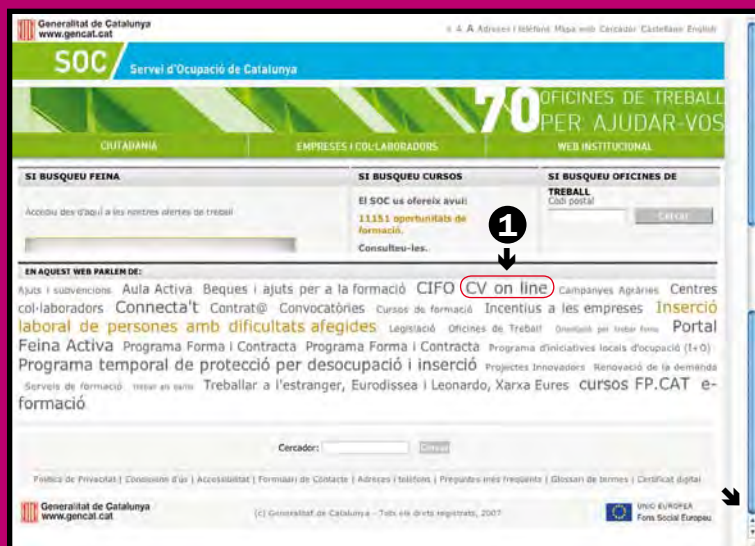 Generalitat de Catalunya
www.gencat.cat
A A Adreces i telèfons Mapa web Cercador Castellano English
SOC/ Servei d'Ocupació de Catalunya
70 OFICINES DE TREBALL
PER AJUDAR-VOS
CIUTADANIA EMPRESES I COL·LABORADORS WEB INSTITUCIONAL
SI BUSQUEU FEINA SI BUSQUEU CURSOS SI BUSQUEU OFICINES DE
TREBALL
Accediu des d'aquí a les nostres ofertes de treball
El SOC us ofereix avui:
11151 oportunitats de
formació.
Consulteu-les.
Codi postal
Cercar
1
EN AQUEST WEB PARLEM DE:
Ajuts i subvencions Aula Activa Beques i ajuts per a la formació CIFO CV on line Campanyes Agràries Centres
col·laboradors Connecta't Contrat@ Convocatòries Cursos de formació Incentius a les empreses Inserció
laboral de persones amb dificultats afegides Legislació Oficines de Treball Orientació per trobar feina Portal
Feina Activa Programa Forma i Contracta Programa Forma i Contracta Programa d'iniciatives locals d'ocupació (I+O)
Programa temporal de protecció per desocupació i inserció Projectes Innovadors Renovació de la demanda
Serveis de formació Treball en xarxa Treballar a l'estranger, Eurodissea i Leonardo, Xarxa Eures cursos FP.CAT e-
formació
Cercador: Cercar
Política de Privacitat | Condicions d'ús | Accessibilitat | Formulari de Contacte | Adreces i telèfons | Preguntes més freqüents | Glossari de termes | Certificat digital
Generalitat de Catalunya
www.gencat.cat
(c) Generalitat de Catalunya - Tots els drets registrats, 2007
UNIÓ EUROPEA
Fons Social Europeu